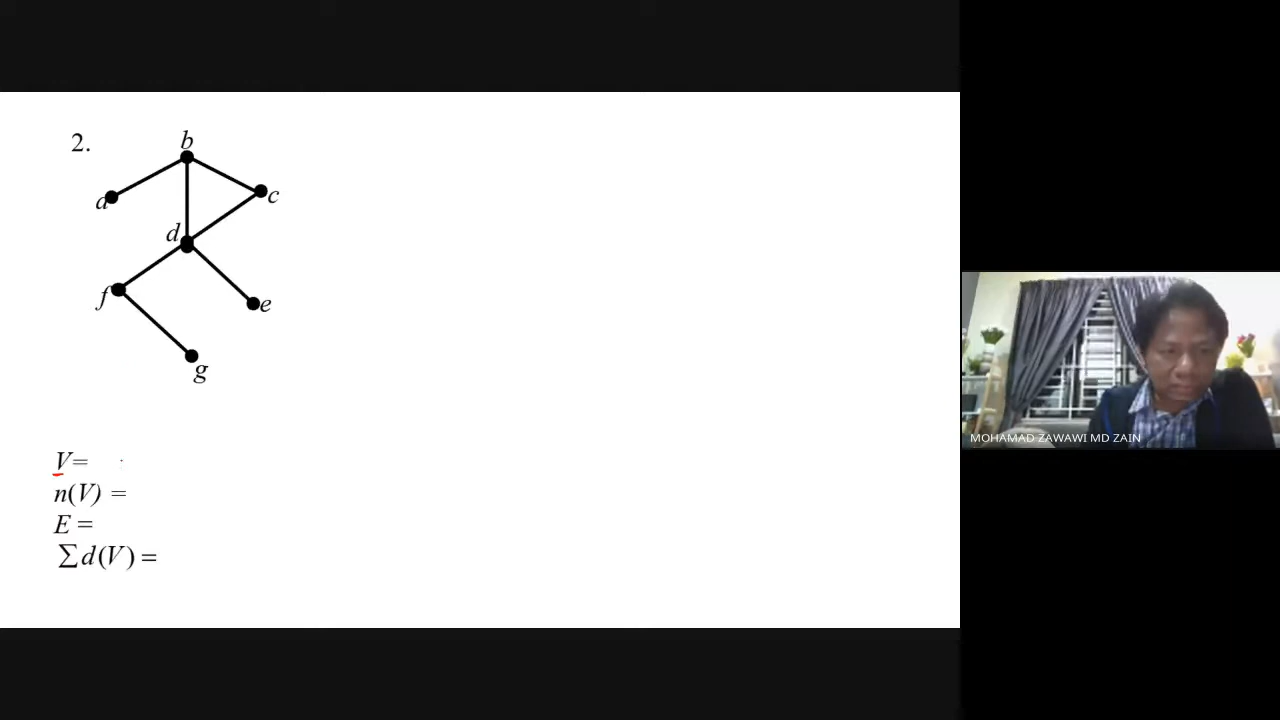 2.
b
a
c
d
f
e
g
V=
n(V) =
E =
∑d(V) =
MOHAMAD ZAWAWI MD ZAIN